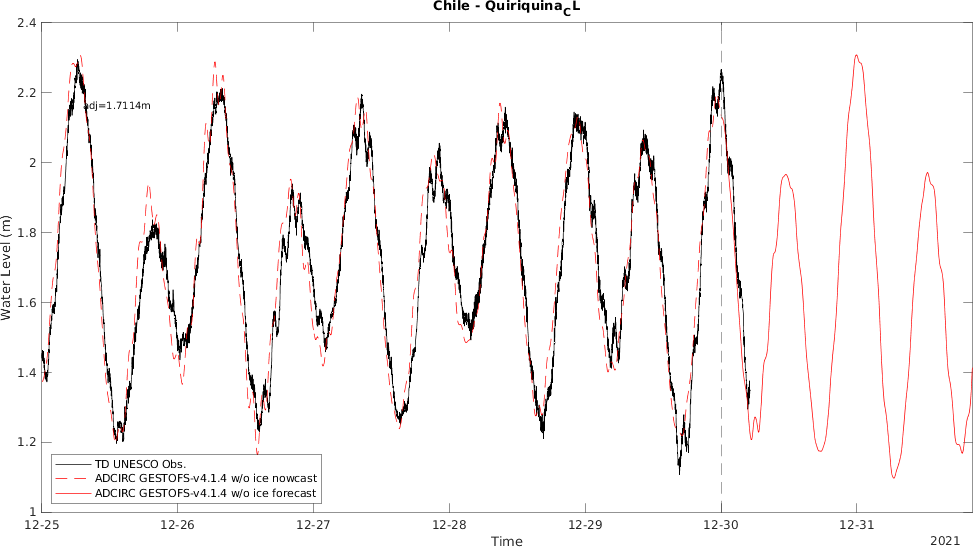 Chile - Quiriquina_CL
2.4
2.2
2
1.8
1.6
1.4
1.2
1
Water Level (m)
adj=1.7114m
TD UNESCO Obs.
ADCIRC GESTOFS-v4.1.4 w/o ice nowcast
ADCIRC GESTOFS-v4.1.4 w/o ice forecast
12-25 12-26 12-27 12-28 12-29 12-30 12-31
Time
2021